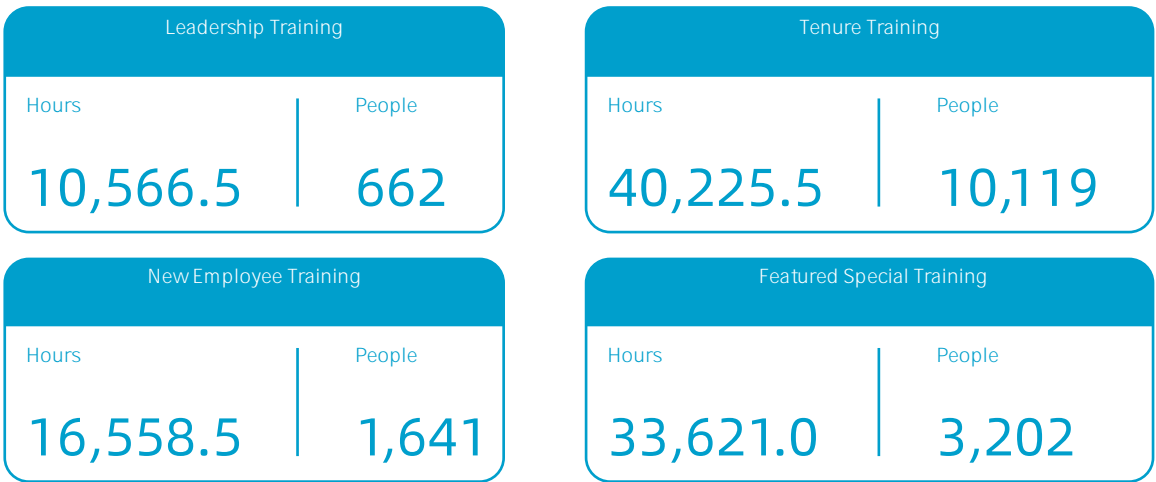 Leadership Training
Hours
People
10,566.5
662
Tenure Training
Hours
People
40,225.5
10,119
New Employee Training
Hours
People
16,558.5
1,641
Featured Special Training
Hours
People
33,621.0
3,202